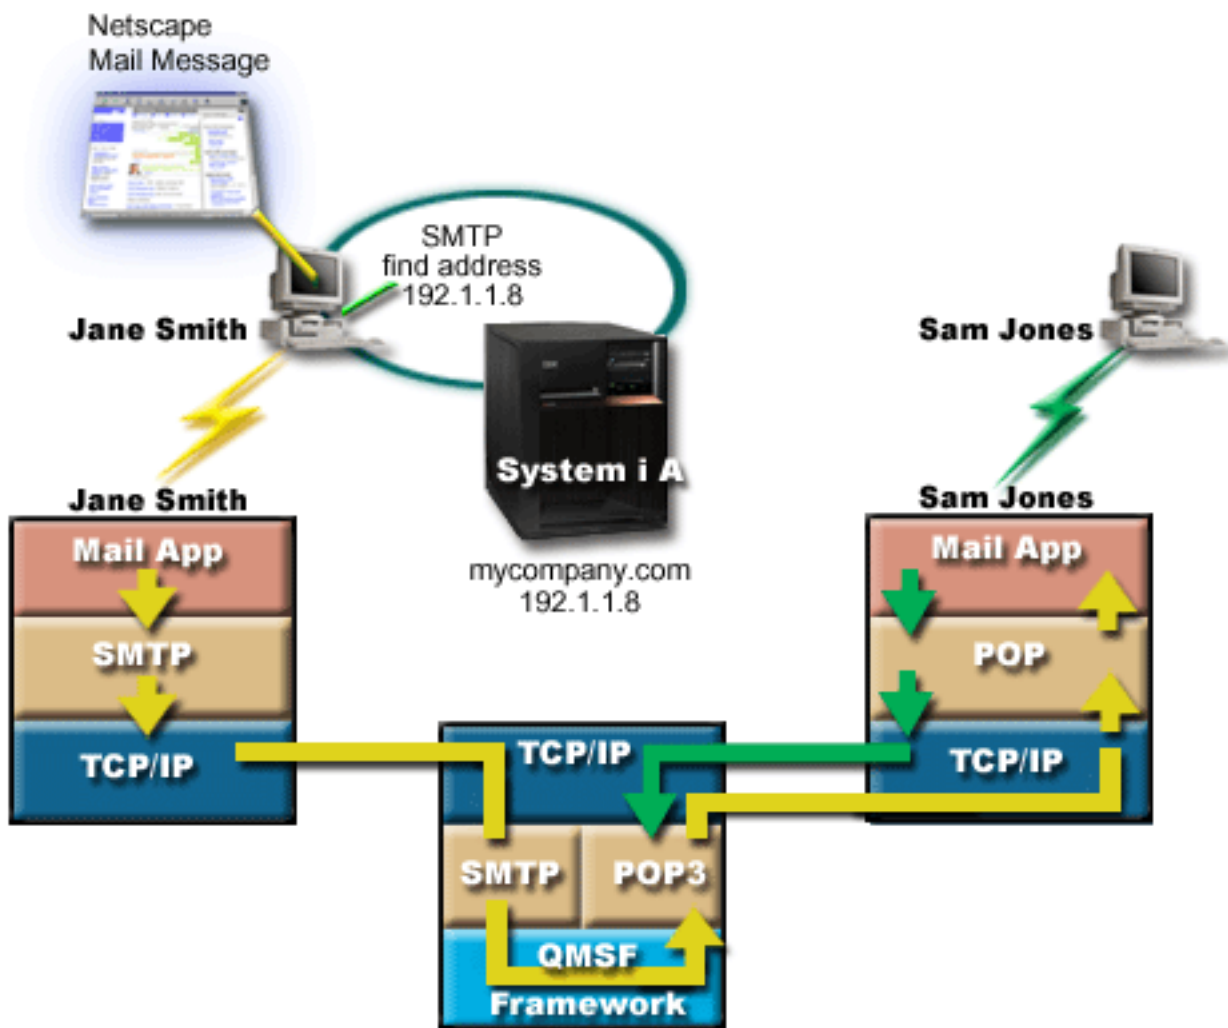 Netscape
Mail Message
SMTP
find address
192.1.1.8
Jane Smith
Sam Jones
IBM
System i A
mycompany.com
192.1.1.8
Jane Smith
Mail App
SMTP
TCP/IP
Sam Jones
Mail App
POP
TCP/IP
TCP/IP
SMTP
POP3
QMSF
Framework